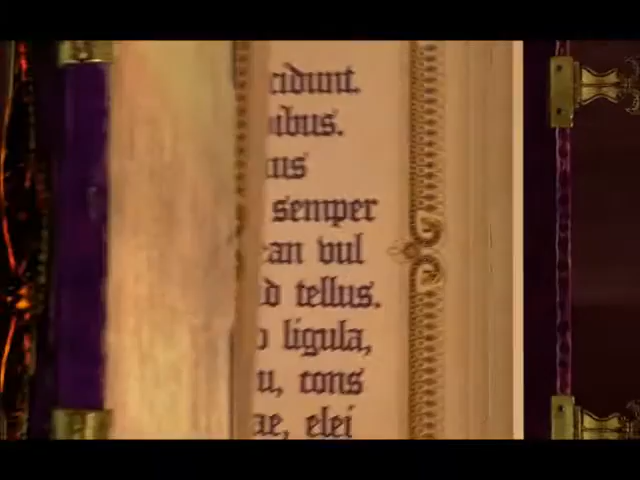 cidunt.
ibus.
us
semper
an vul
d tellus.
ligula,
u, cons
ae, elei